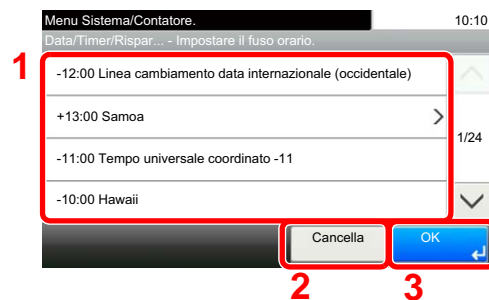 Menu Sistema/Contatore. 10:10
Data/Timer/Rispar... - Impostare il fuso orario.
1
-12:00 Linea cambiamento data internazionale (occidentale)
+13:00 Samoa
1/24
-11:00 Tempo universale coordinato -11
-10:00 Hawaii
Cancella OK
2 3